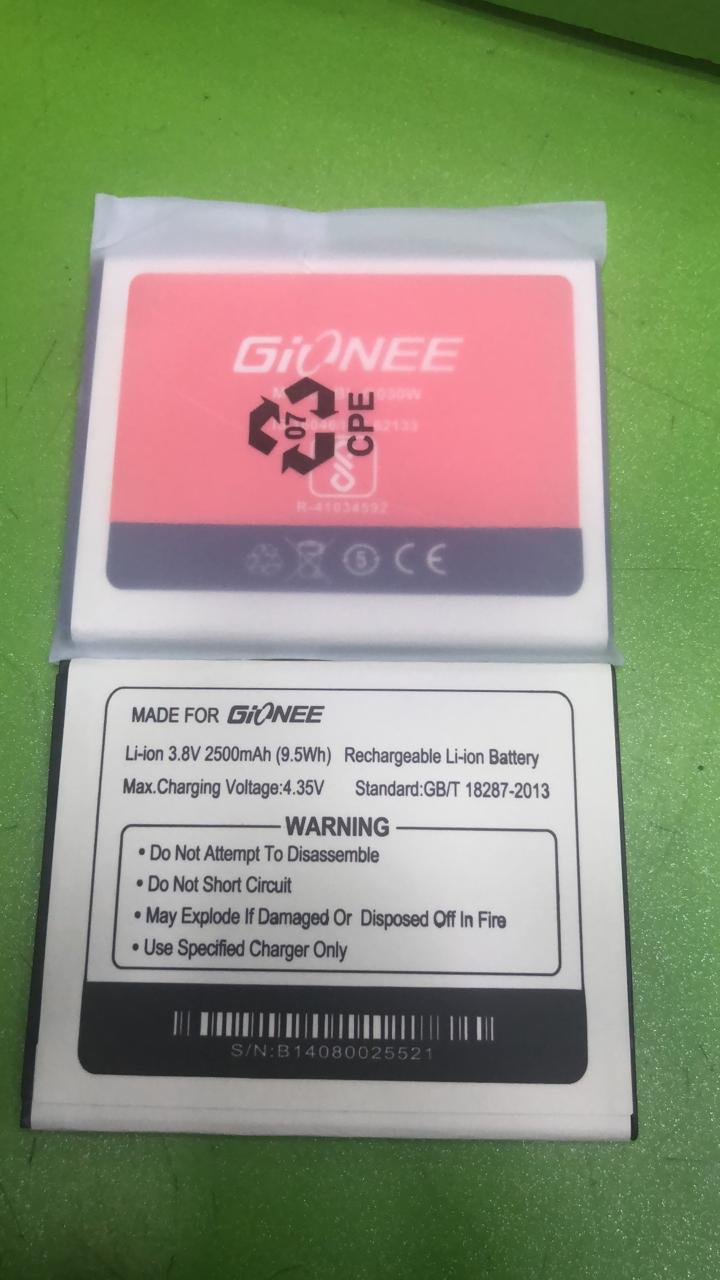 GiONEE
07
CPE
R-41034592
5
CE
MADE FOR GiONEE
Li-ion 3.8V 2500mAh (9.5Wh) Rechargeable Li-ion Battery
Max.Charging Voltage:4.35V Standard:GB/T 18287-2013
WARNING
• Do Not Attempt To Disassemble
• Do Not Short Circuit
• May Explode If Damaged Or Disposed Off In Fire
• Use Specified Charger Only
S/N:B14080025521